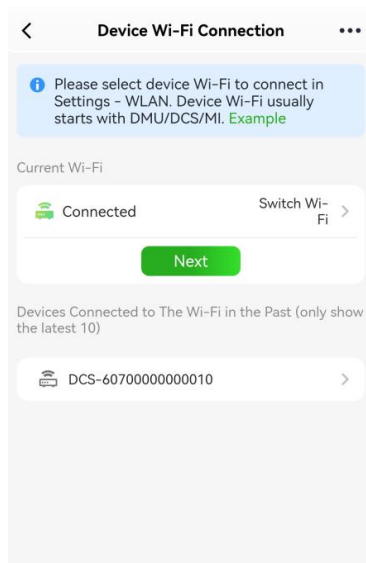 Device Wi-Fi Connection
Please select device Wi-Fi to connect in
Settings - WLAN. Device Wi-Fi usually
starts with DMU/DCS/MI. Example
Current Wi-Fi
Connected
Switch Wi-
Fi
Next
Devices Connected to The Wi-Fi in the Past (only show
the latest 10)
DCS-60700000000010